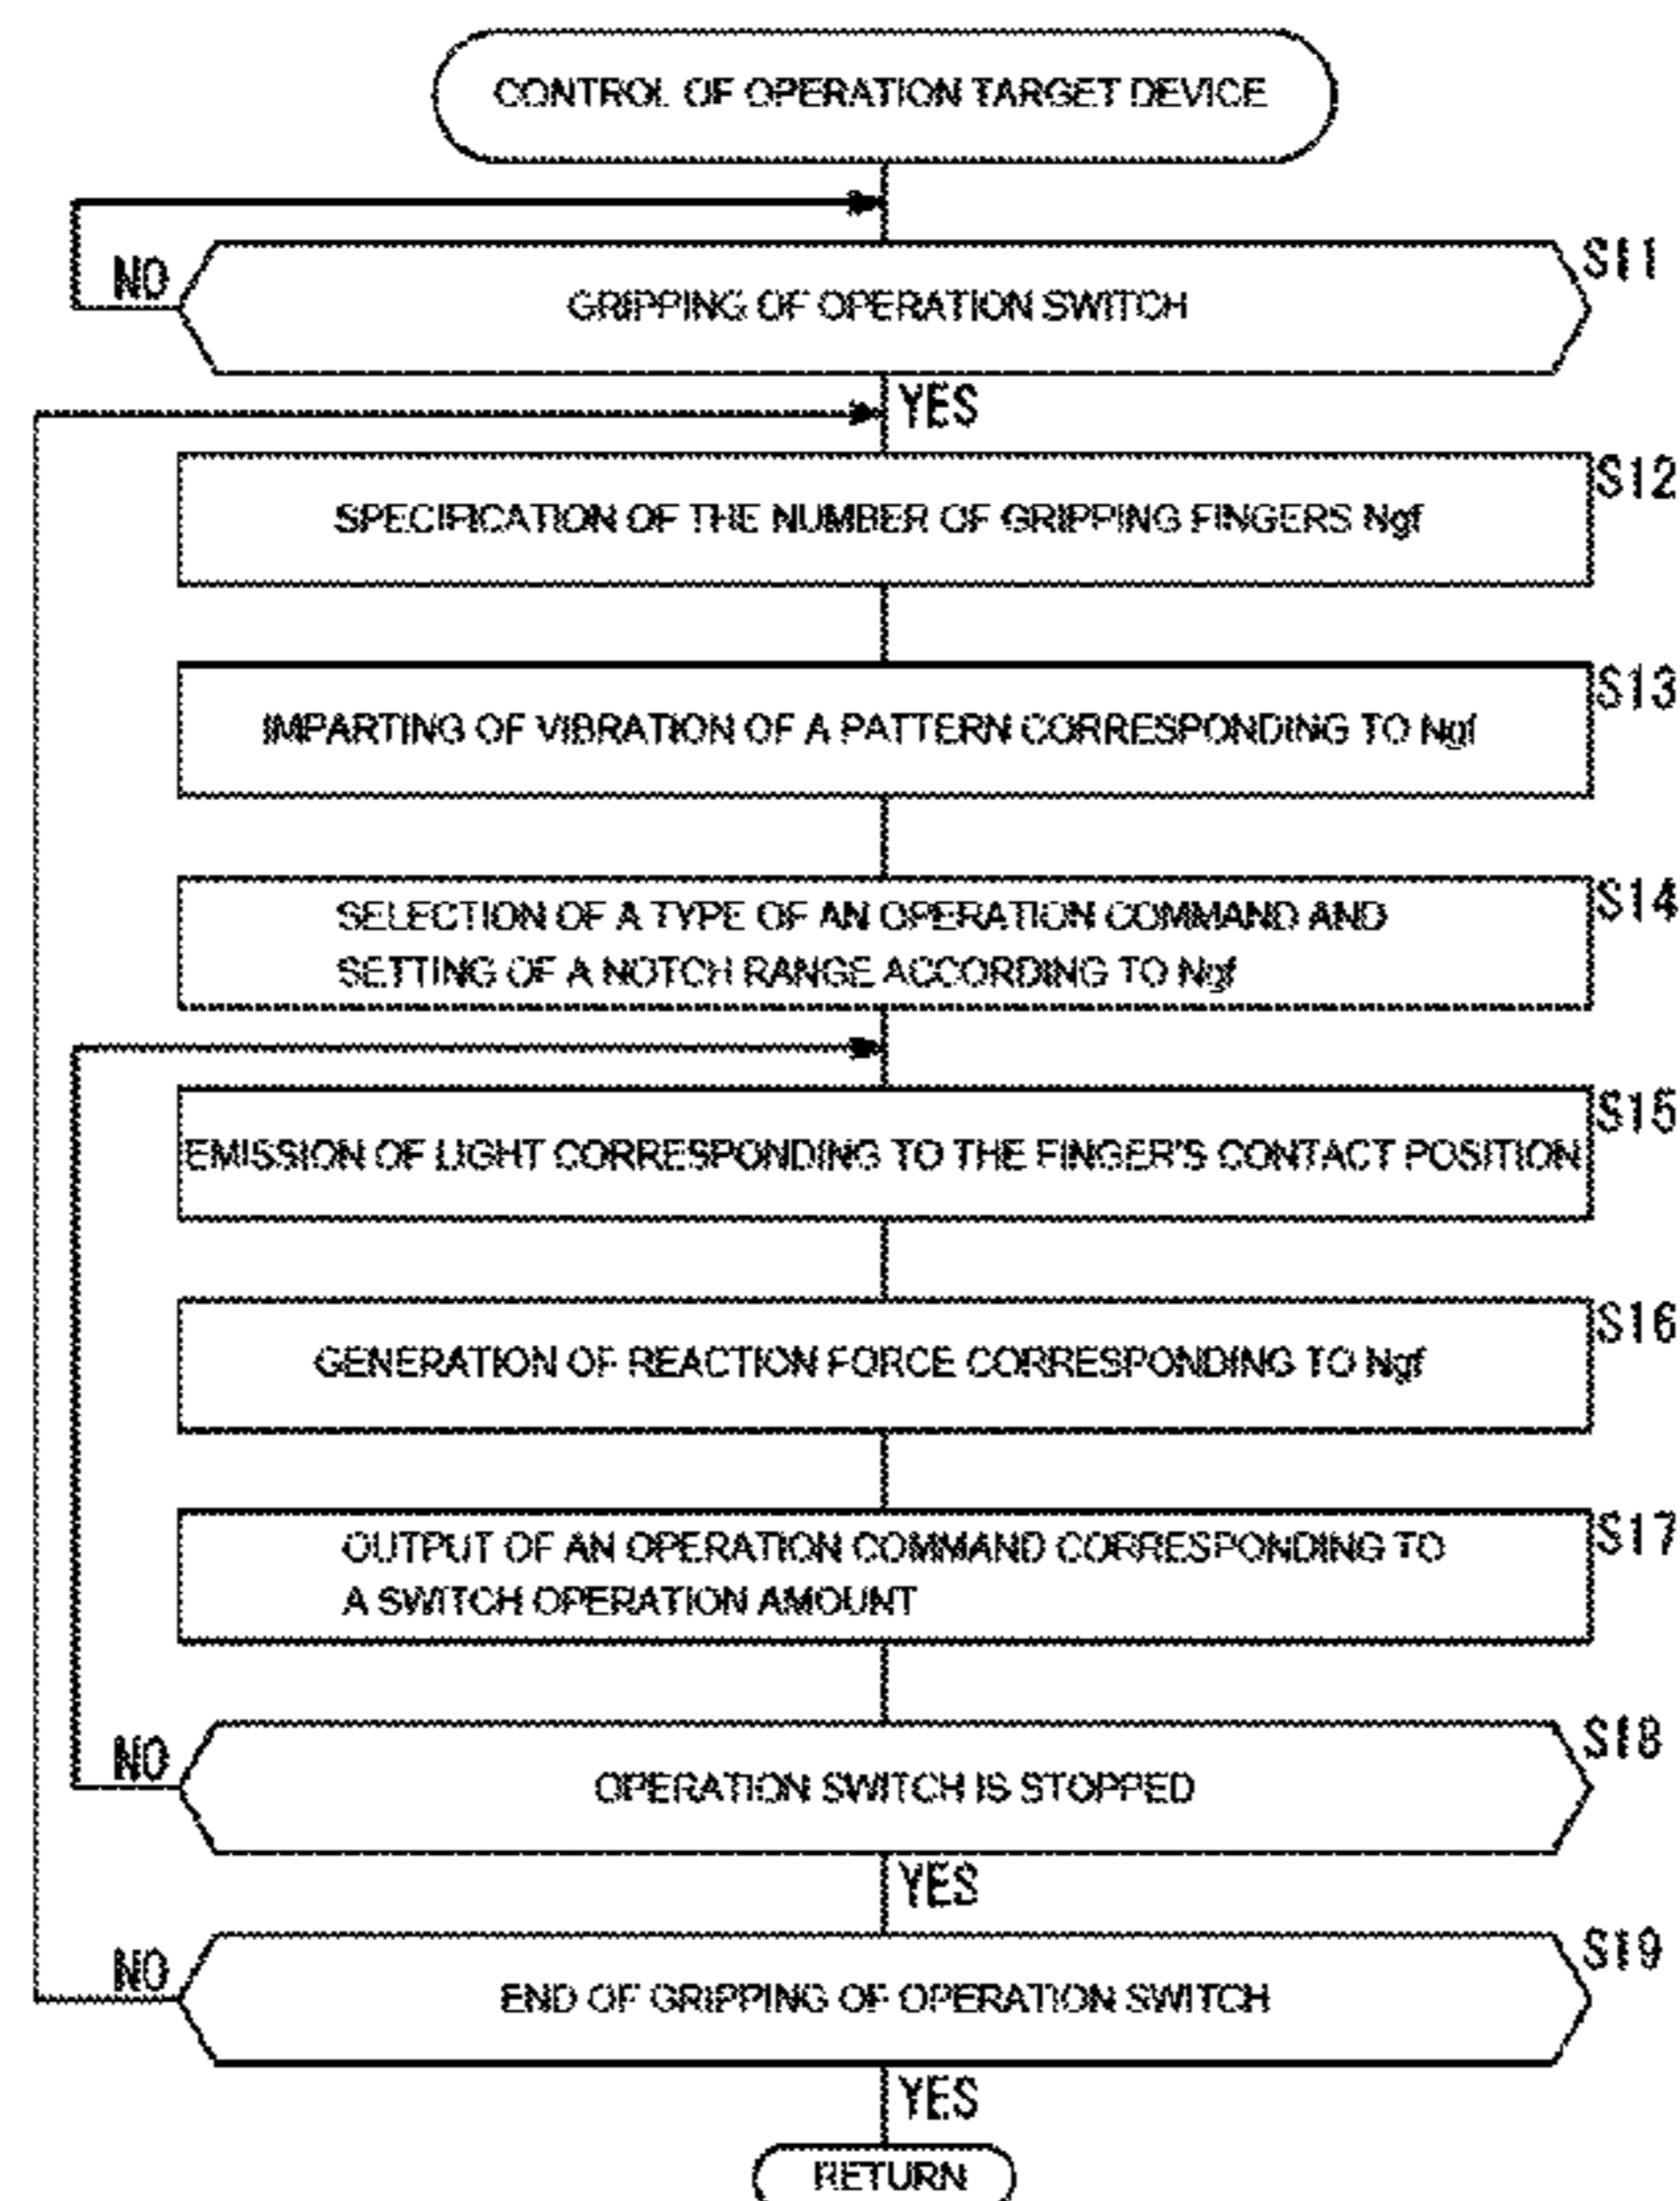 CONTROL OF OPERATION TARGET DEVICE
NO
S11
GRIPPING OF OPERATION SWITCH
YES
S12
SPECIFICATION OF THE NUMBER OF GRIPPING FINGERS Ngf
S13
IMPARTING OF VIBRATION OF A PATTERN CORRESPONDING TO Ngf
S14
SELECTION OF A TYPE OF AN OPERATION COMMAND AND
SETTING OF A NOTCH RANGE ACCORDING TO Ngf
S15
EMISSION OF LIGHT CORRESPONDING TO THE FINGER'S CONTACT POSITION
S16
GENERATION OF REACTION FORCE CORRESPONDING TO Ngf
S17
OUTPUT OF AN OPERATION COMMAND CORRESPONDING TO
A SWITCH OPERATION AMOUNT
NO
S18
OPERATION SWITCH IS STOPPED
YES
NO
S19
END OF GRIPPING OF OPERATION SWITCH
YES
RETURN